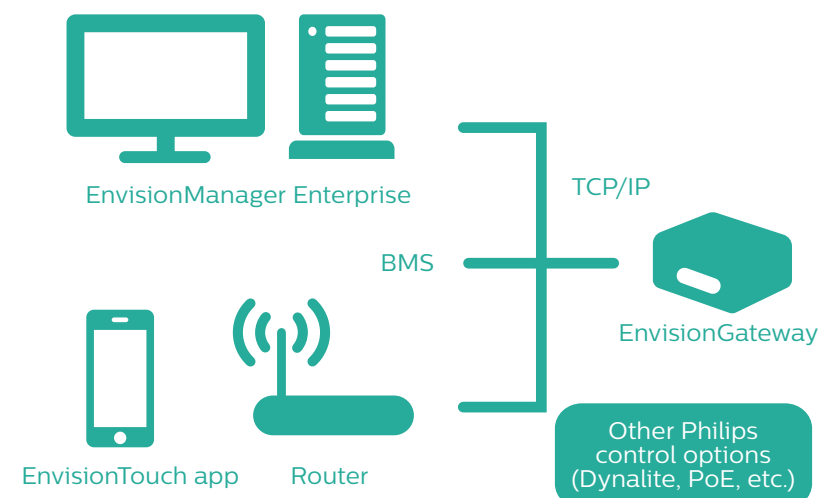 EnvisionManager Enterprise
TCP/IP
BMS
EnvisionGateway
EnvisionTouch app
Router
Other Philips
control options
(Dynalite, PoE, etc.)